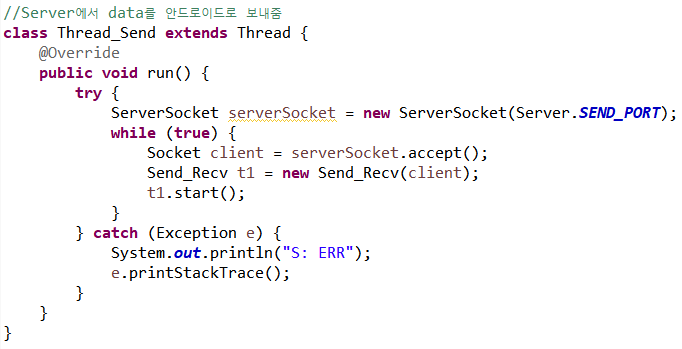 //Server에서 data를 안드로이드로 보내줌
class Thread_Send extends Thread {
    @Override
    public void run() {
        try {
            ServerSocket serverSocket = new ServerSocket(Server.SEND_PORT);
            while (true) {
                Socket client = serverSocket.accept();
                Send_Recv t1 = new Send_Recv(client);
                t1.start();
            }
        } catch (Exception e) {
            System.out.println("S: ERR");
            e.printStackTrace();
        }
    }
}